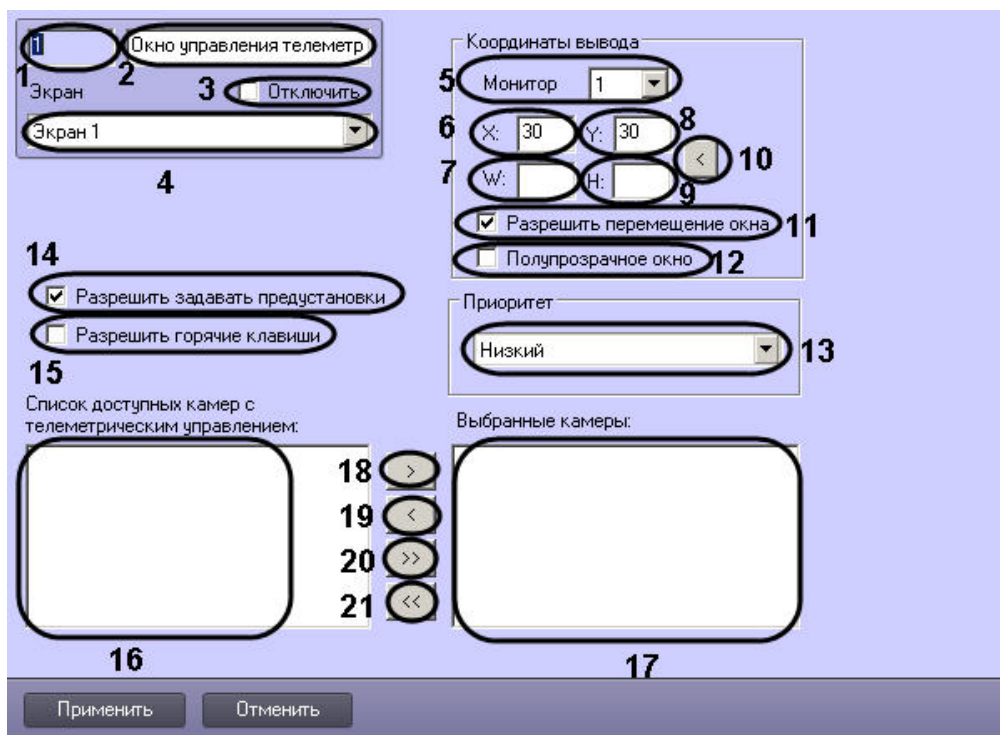 1 Окно управления телеметр
1 2
Экран 3 Отключить
Экран 1
4
Координаты вывода
5 Монитор 1
6 X: 30 Y: 30 8
7 W: H: 9
< 10
Разрешить перемещение окна 11
Полупрозрачное окно 12
14
Разрешить задавать предустановки
Разрешить горячие клавиши
15
Приоритет
Низкий 13
Список доступных камер с
телеметрическим управлением:
Выбранные камеры:
18 >
19 <
20 >>
21 <<
16
17
Применить Отменить